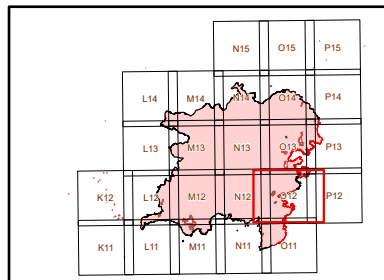 N15 O15 P15
L14 M14 N14 O14 P14
L13 M13 N13 O13 P13
K12 L12 M12 N12 O12 P12
K11 L11 M11 N11 O11